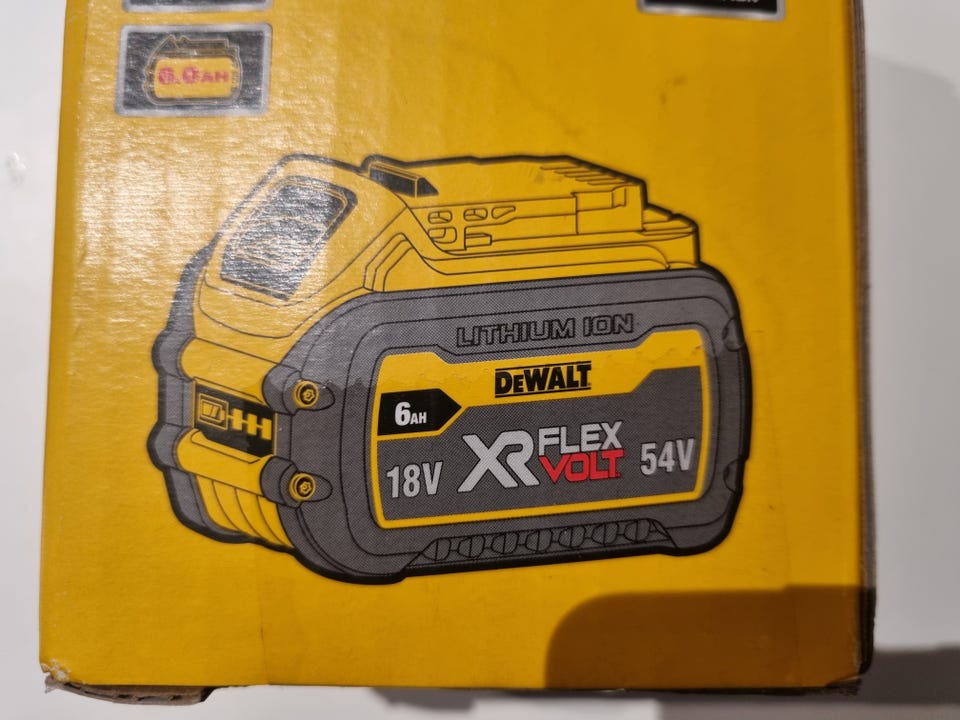 6.0AH
LITHIUM ION
DEWALT
6AH
XR FLEX
VOLT
18V
54V